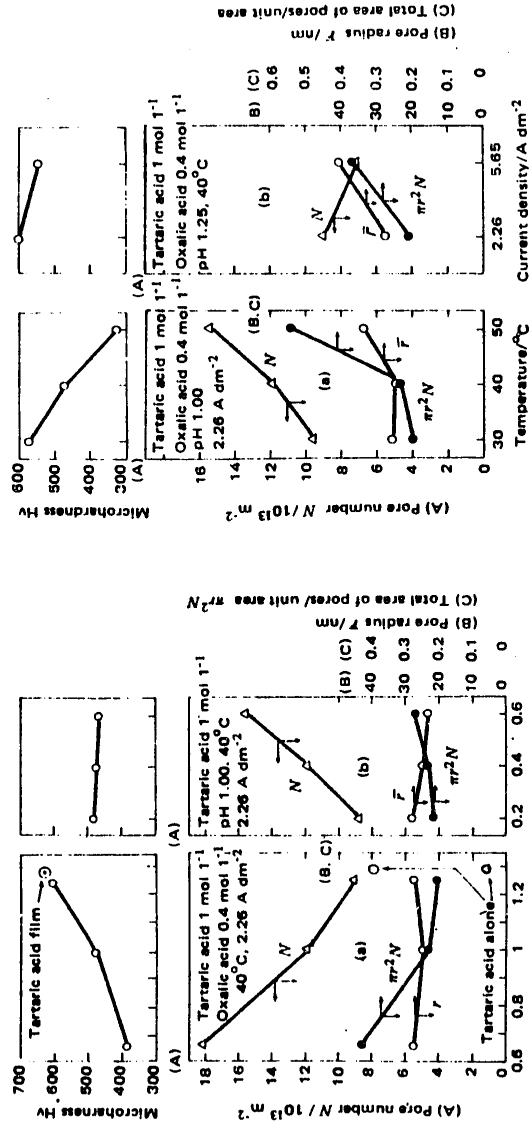 Microharness Hv
700
600
500
400
300
Tartaric acid film
(A)
(A)
Tartaric acid 1 mol l⁻¹
Oxalic acid 0.4 mol l⁻¹
40°C, 2.26 A dm⁻²
Tartaric acid 1 mol l⁻¹
pH 1.00. 40°C
2.26 A dm⁻²
(A) Pore number N / 10¹³ m⁻²
18
16
14
12
10
8
6
4
2
0
N
(B. C)
(a)
πr²N
r
Tartaric acid alone
0.6
0.8
1.0
1.2
N
(b)
r̄
πr²N
0.2
0.4
0.6
(B) (C)
40 0.4
30 0.3
20 0.2
10 0.1
0 0
(B) Pore radius r̄/nm
(C) Total area of pores/ unit area πr²N
Microhardness Hv
600
500
400
300
(A)
(A)
Tartaric acid 1 mol l⁻¹
Oxalic acid 0.4 mol l⁻¹
pH 1.00
2.26 A dm⁻²
Tartaric acid 1 mol l⁻¹
Oxalic acid 0.4 mol l⁻¹
pH 1.25, 40°C
(A) Pore number N / 10¹³ m⁻²
16
14
12
10
8
6
4
2
0
(B. C)
N
(a)
r̄
πr²N
30
40
50
Temperature/°C
(b)
N
r̄
πr²N
2.26
5.65
Current density/A dm⁻²
B) (C)
0.6
0.5
40 0.4
30 0.3
20 0.2
10 0.1
0 0
(B) Pore radius r̄/nm
(C) Total area of pores/unit area